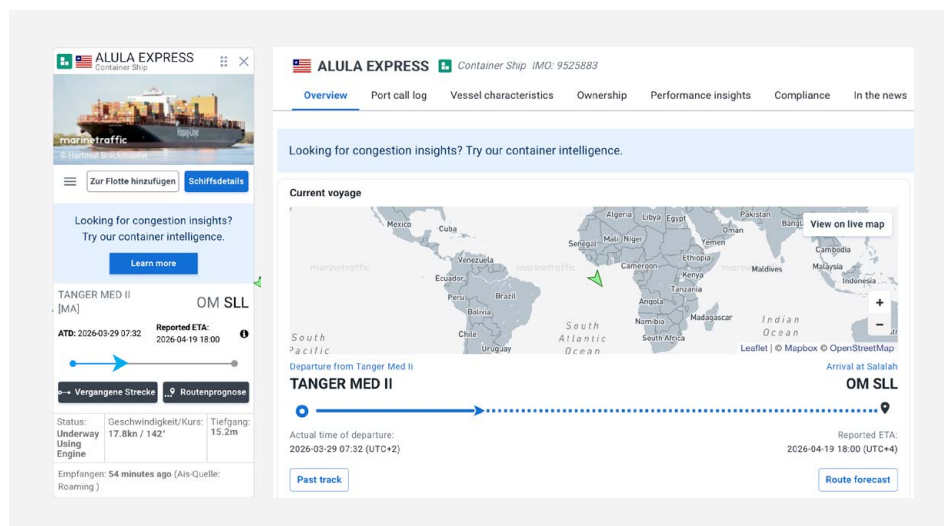 ALULA EXPRESS
Container Ship
marinetraffic
Hapag-Lloyd
© Hartmut Brockmüller
Zur Flotte hinzufügen
Schiffsdetails
Looking for congestion insights?
Try our container intelligence.
Learn more
TANGER MED II
[MA]
OM SLL
ATD: 2026-03-29 07:32
Reported ETA:
2026-04-19 18:00
Vergangene Strecke
Routenprognose
Status:
Underway
Using
Engine
Geschwindigkeit/Kurs:
17.8kn / 142°
Tiefgang:
15.2m
Empfangen: 54 minutes ago (Ais-Quelle:
Roaming )
ALULA EXPRESS Container Ship IMO: 9525883
Overview Port call log Vessel characteristics Ownership Performance insights Compliance In the news
Looking for congestion insights? Try our container intelligence.
Current voyage
View on live map
Mexico
Cuba
Algeria
Libya
Egypt
Pakistan
Bangl
Oman
Senegal
Mali
Niger
Yemen
Cambodia
Venezuela
Cameroon
Ethiopia
Maldives
Malaysia
marinetraffic
marinetraffic
Ecuador
Kenya
Indonesia
Peru
Brazil
Tanzania
Angola
Bolivia
Namibia
Madagascar
Indian
Ocean
Chile
South
Atlantic
Ocean
South Africa
South
Pacific
Uruguay
+
−
Leaflet | © Mapbox © OpenStreetMap
Departure from Tanger Med Ii
Arrival at Salalah
TANGER MED II
OM SLL
Actual time of departure:
2026-03-29 07:32 (UTC+2)
Reported ETA:
2026-04-19 18:00 (UTC+4)
Past track
Route forecast